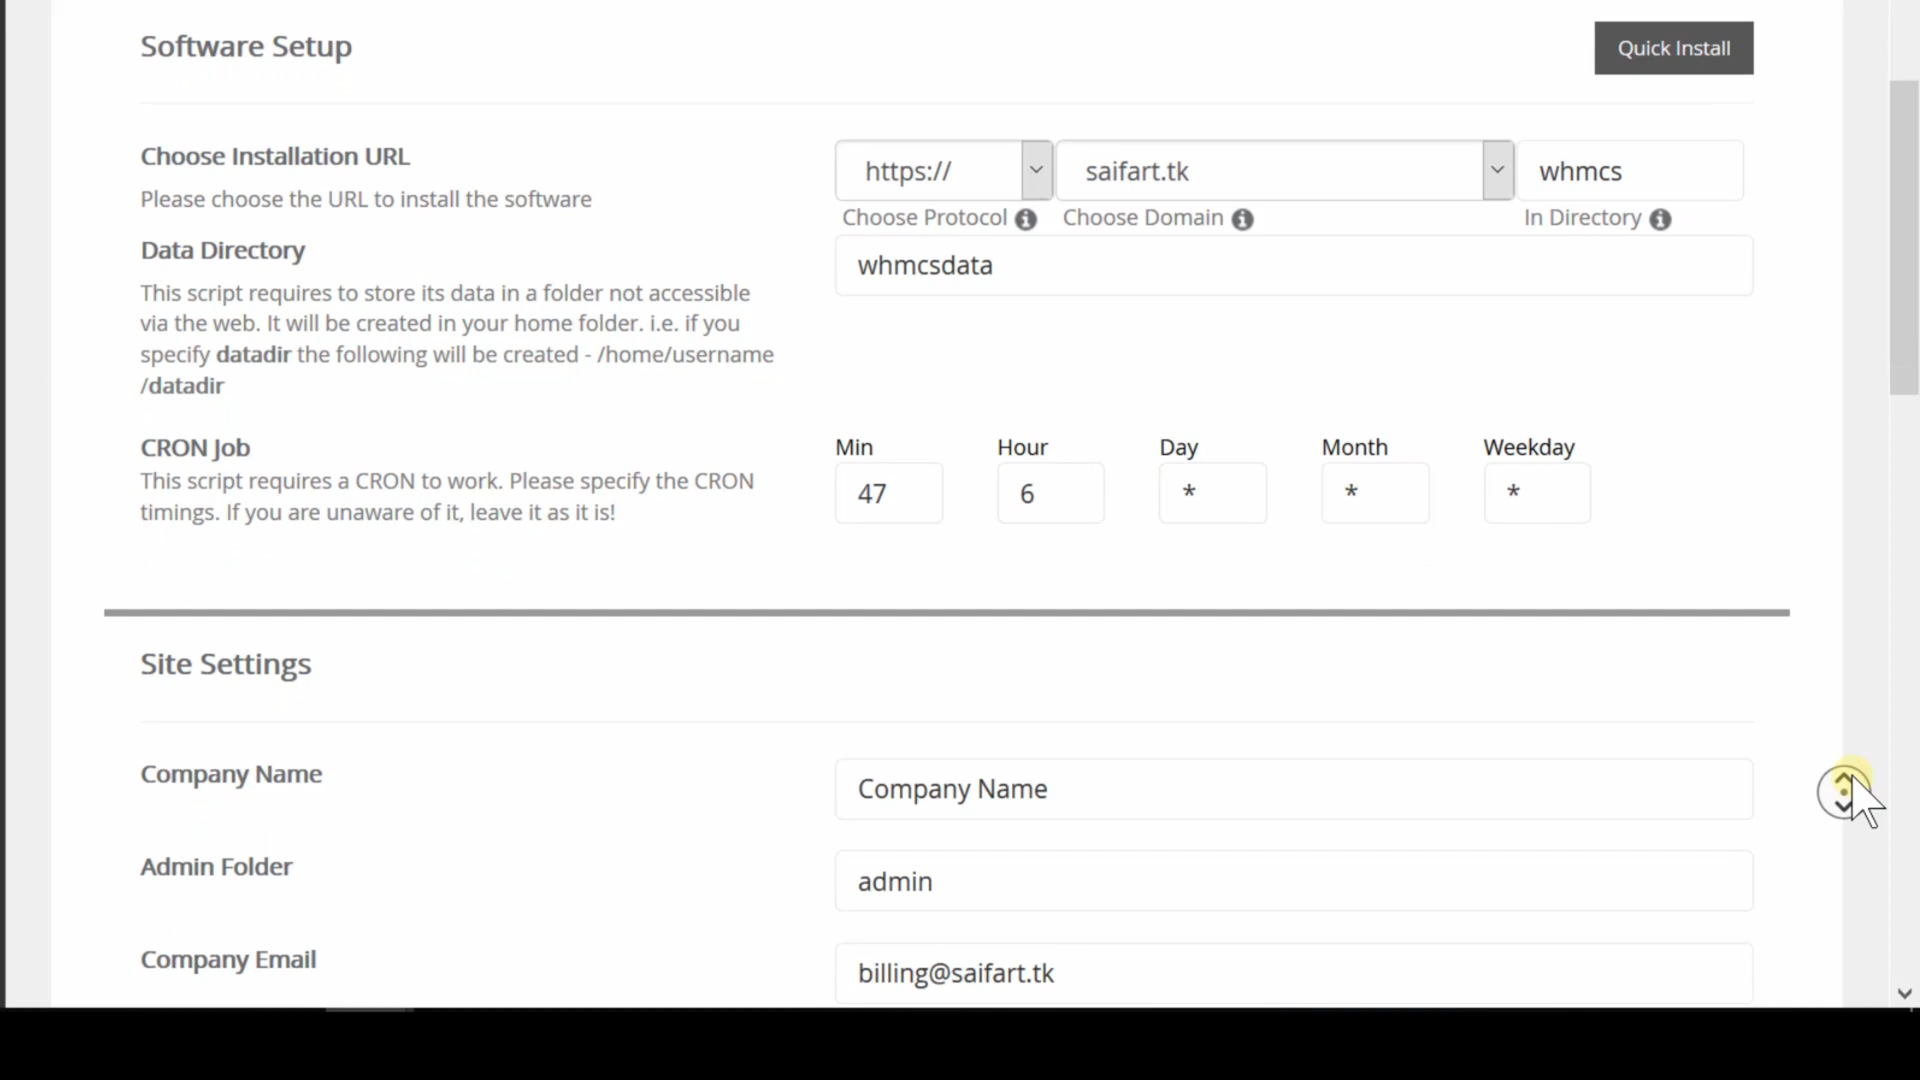 Software Setup
Quick Install
Choose Installation URL
Please choose the URL to install the software
https://
saifart.tk
whmcs
Choose Protocol
Choose Domain
In Directory
Data Directory
This script requires to store its data in a folder not accessible
via the web. It will be created in your home folder. i.e. if you
specify datadir the following will be created - /home/username
/datadir
whmcsdata
CRON Job
This script requires a CRON to work. Please specify the CRON
timings. If you are unaware of it, leave it as it is!
Min Hour Day Month Weekday
47 6 * * *
Site Settings
Company Name
Company Name
Admin Folder
admin
Company Email
billing@saifart.tk